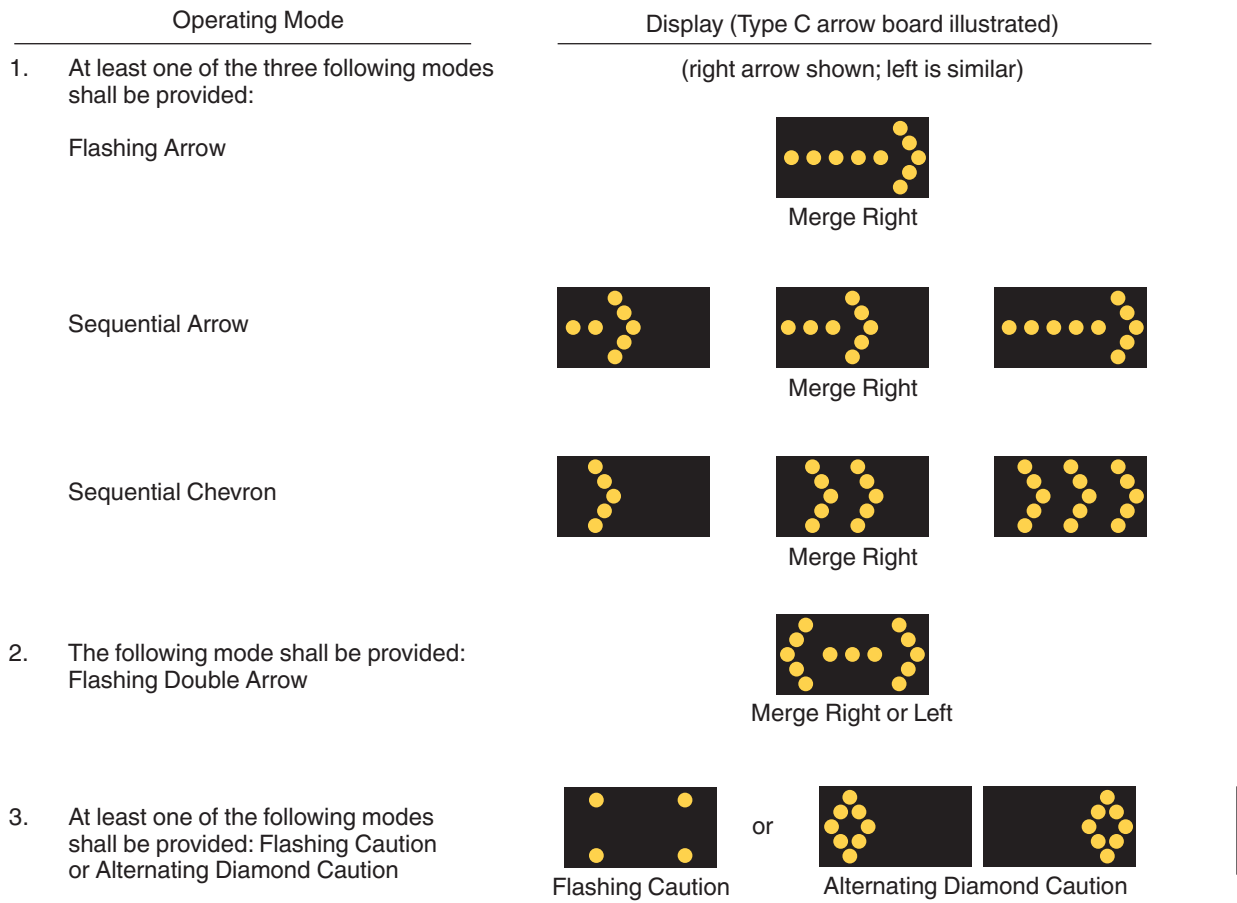 Operating Mode
Display (Type C arrow board illustrated)
1. At least one of the three following modes
shall be provided:
(right arrow shown; left is similar)
Flashing Arrow
Merge Right
Sequential Arrow
Merge Right
Sequential Chevron
Merge Right
2. The following mode shall be provided:
Flashing Double Arrow
Merge Right or Left
3. At least one of the following modes
shall be provided: Flashing Caution
or Alternating Diamond Caution
or
Flashing Caution
Alternating Diamond Caution